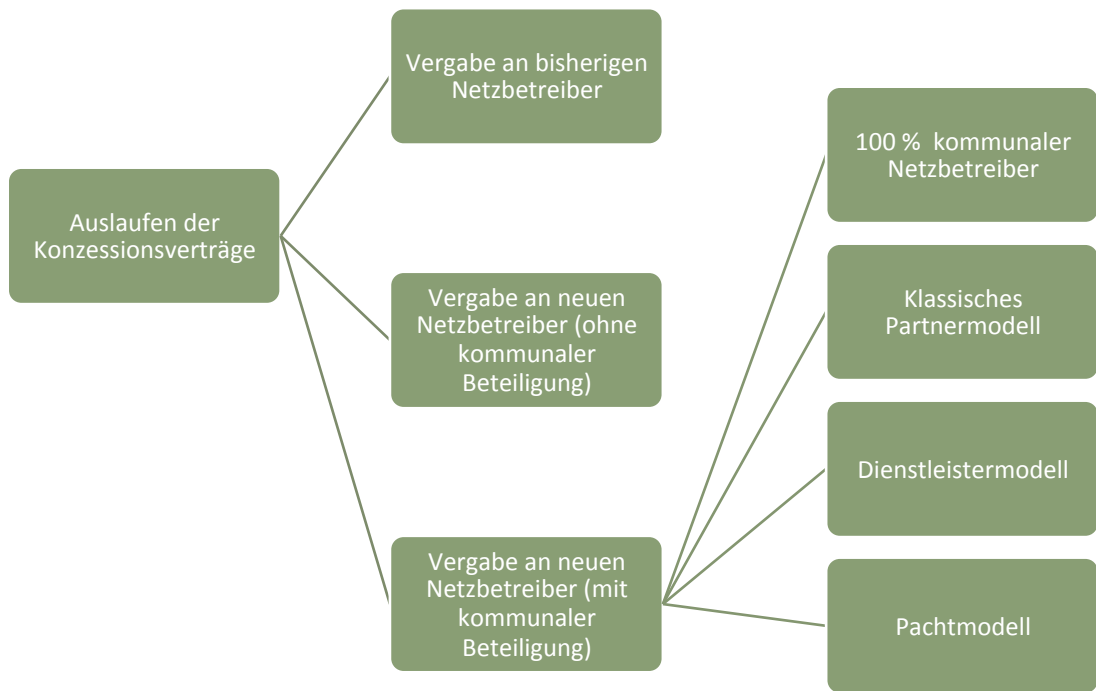 Auslaufen der
Konzessionsverträge
Vergabe an bisherigen
Netzbetreiber
Vergabe an neuen
Netzbetreiber (ohne
kommunaler
Beteiligung)
Vergabe an neuen
Netzbetreiber (mit
kommunaler
Beteiligung)
100 % kommunaler
Netzbetreiber
Klassisches
Partnermodell
Dienstleistermodell
Pachtmodell